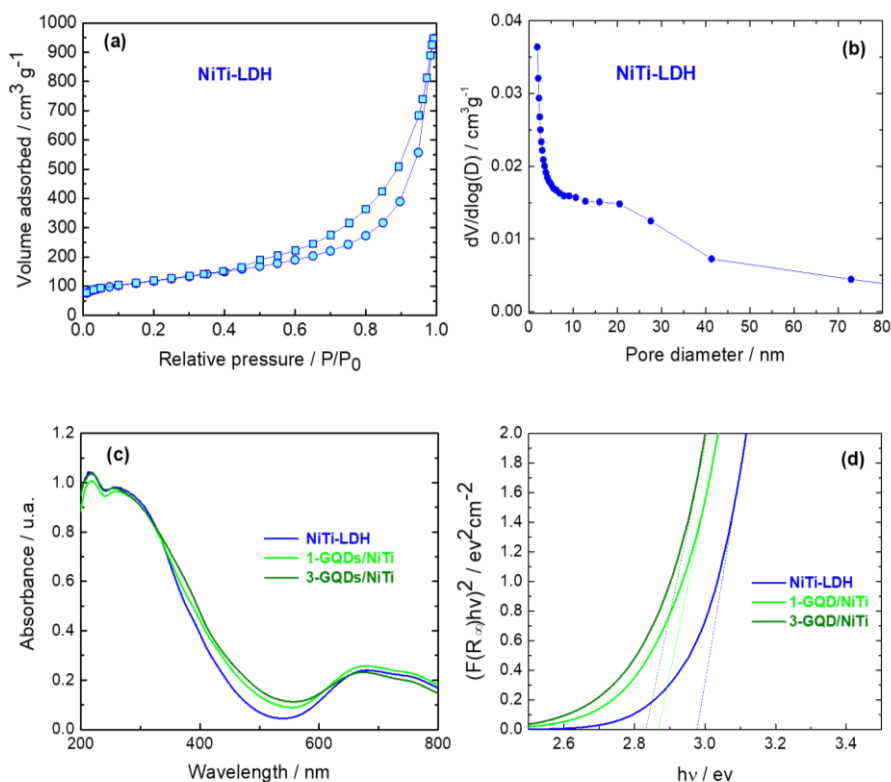 (a)
NiTi-LDH
Volume adsorbed / cm³ g⁻¹
1000
900
800
700
600
500
400
300
200
100
0
0.0 0.2 0.4 0.6 0.8 1.0
Relative pressure / P/P₀
(b)
NiTi-LDH
dV/dlog(D) / cm³g⁻¹
0.04
0.03
0.02
0.01
0.00
0 10 20 30 40 50 60 70 80
Pore diameter / nm
(c)
NiTi-LDH
1-GQDs/NiTi
3-GQDs/NiTi
Absorbance / u.a.
1.2
1.0
0.8
0.6
0.4
0.2
0.0
200 400 600 800
Wavelength / nm
(d)
NiTi-LDH
1-GQD/NiTi
3-GQD/NiTi
(F(R∞)hν)² / ev²cm⁻²
2.0
1.8
1.6
1.4
1.2
1.0
0.8
0.6
0.4
0.2
0.0
2.6 2.8 3.0 3.2 3.4
hν / ev